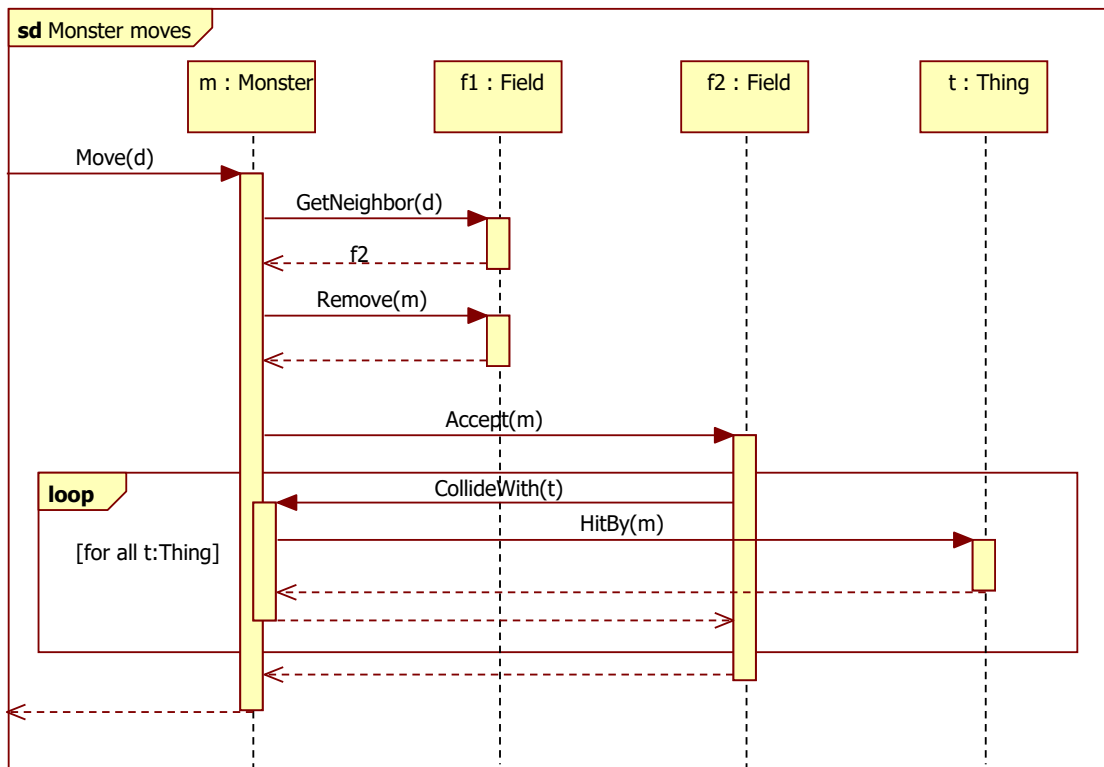 sd Monster moves
m : Monster
f1 : Field
f2 : Field
t : Thing
Move(d)
GetNeighbor(d)
f2
Remove(m)
Accept(m)
loop
CollideWith(t)
HitBy(m)
[for all t:Thing]